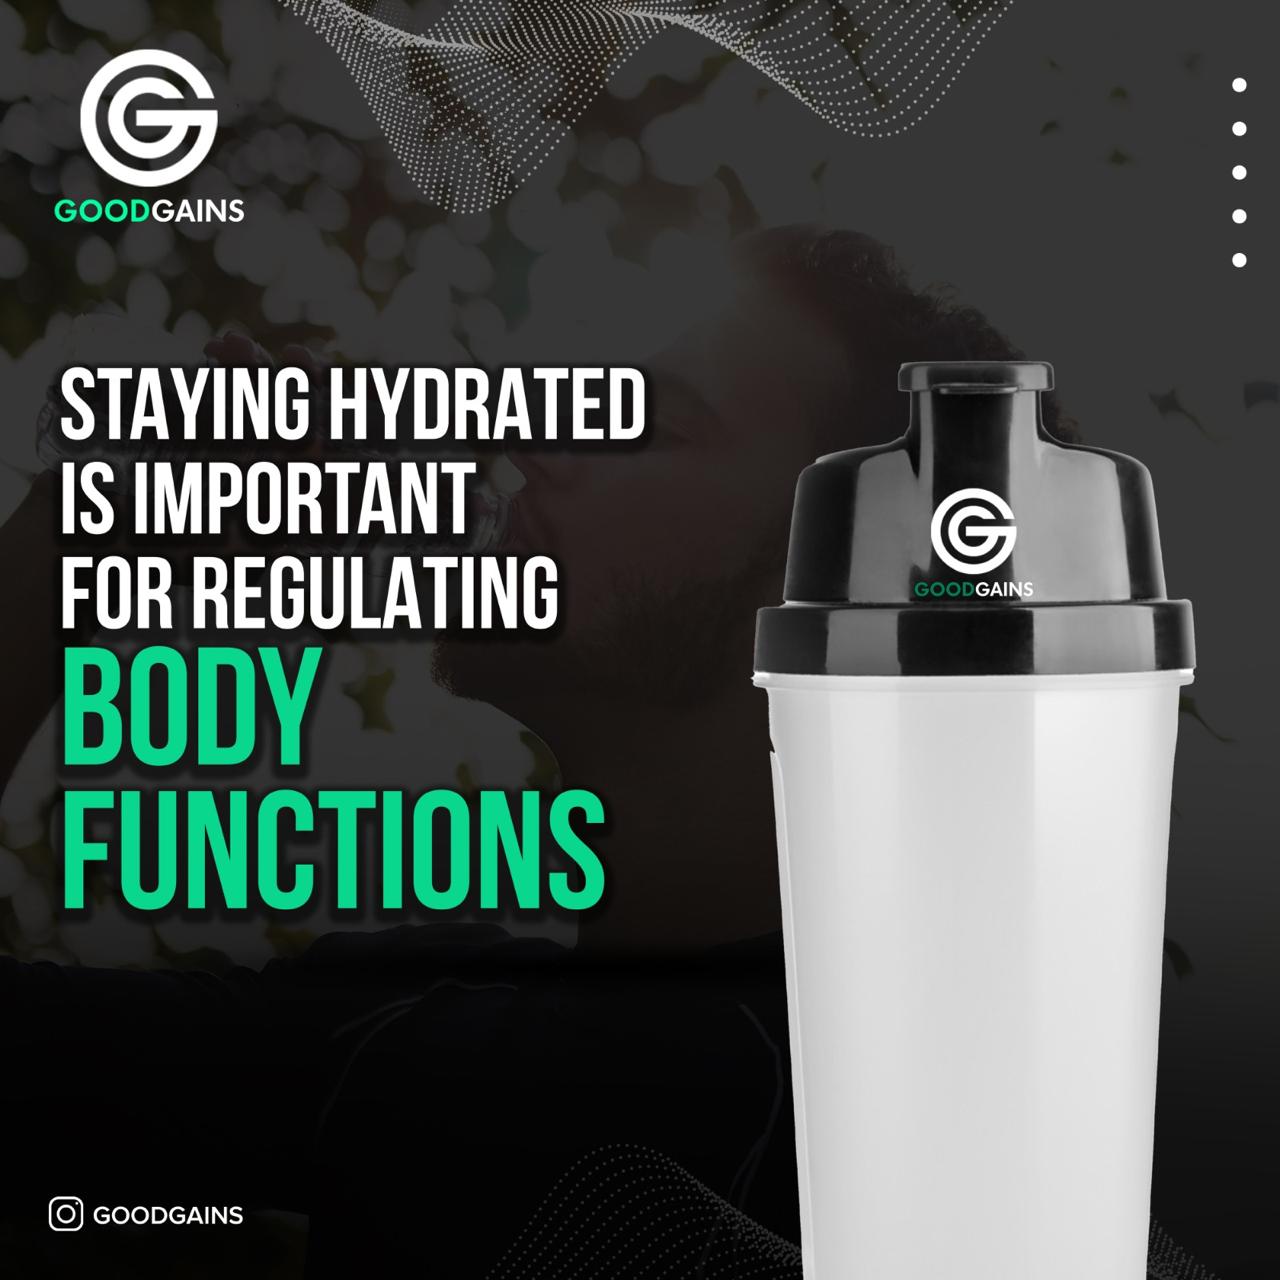 GOODGAINS
STAYING HYDRATED
IS IMPORTANT
FOR REGULATING
BODY
FUNCTIONS
GOODGAINS
GOODGAINS